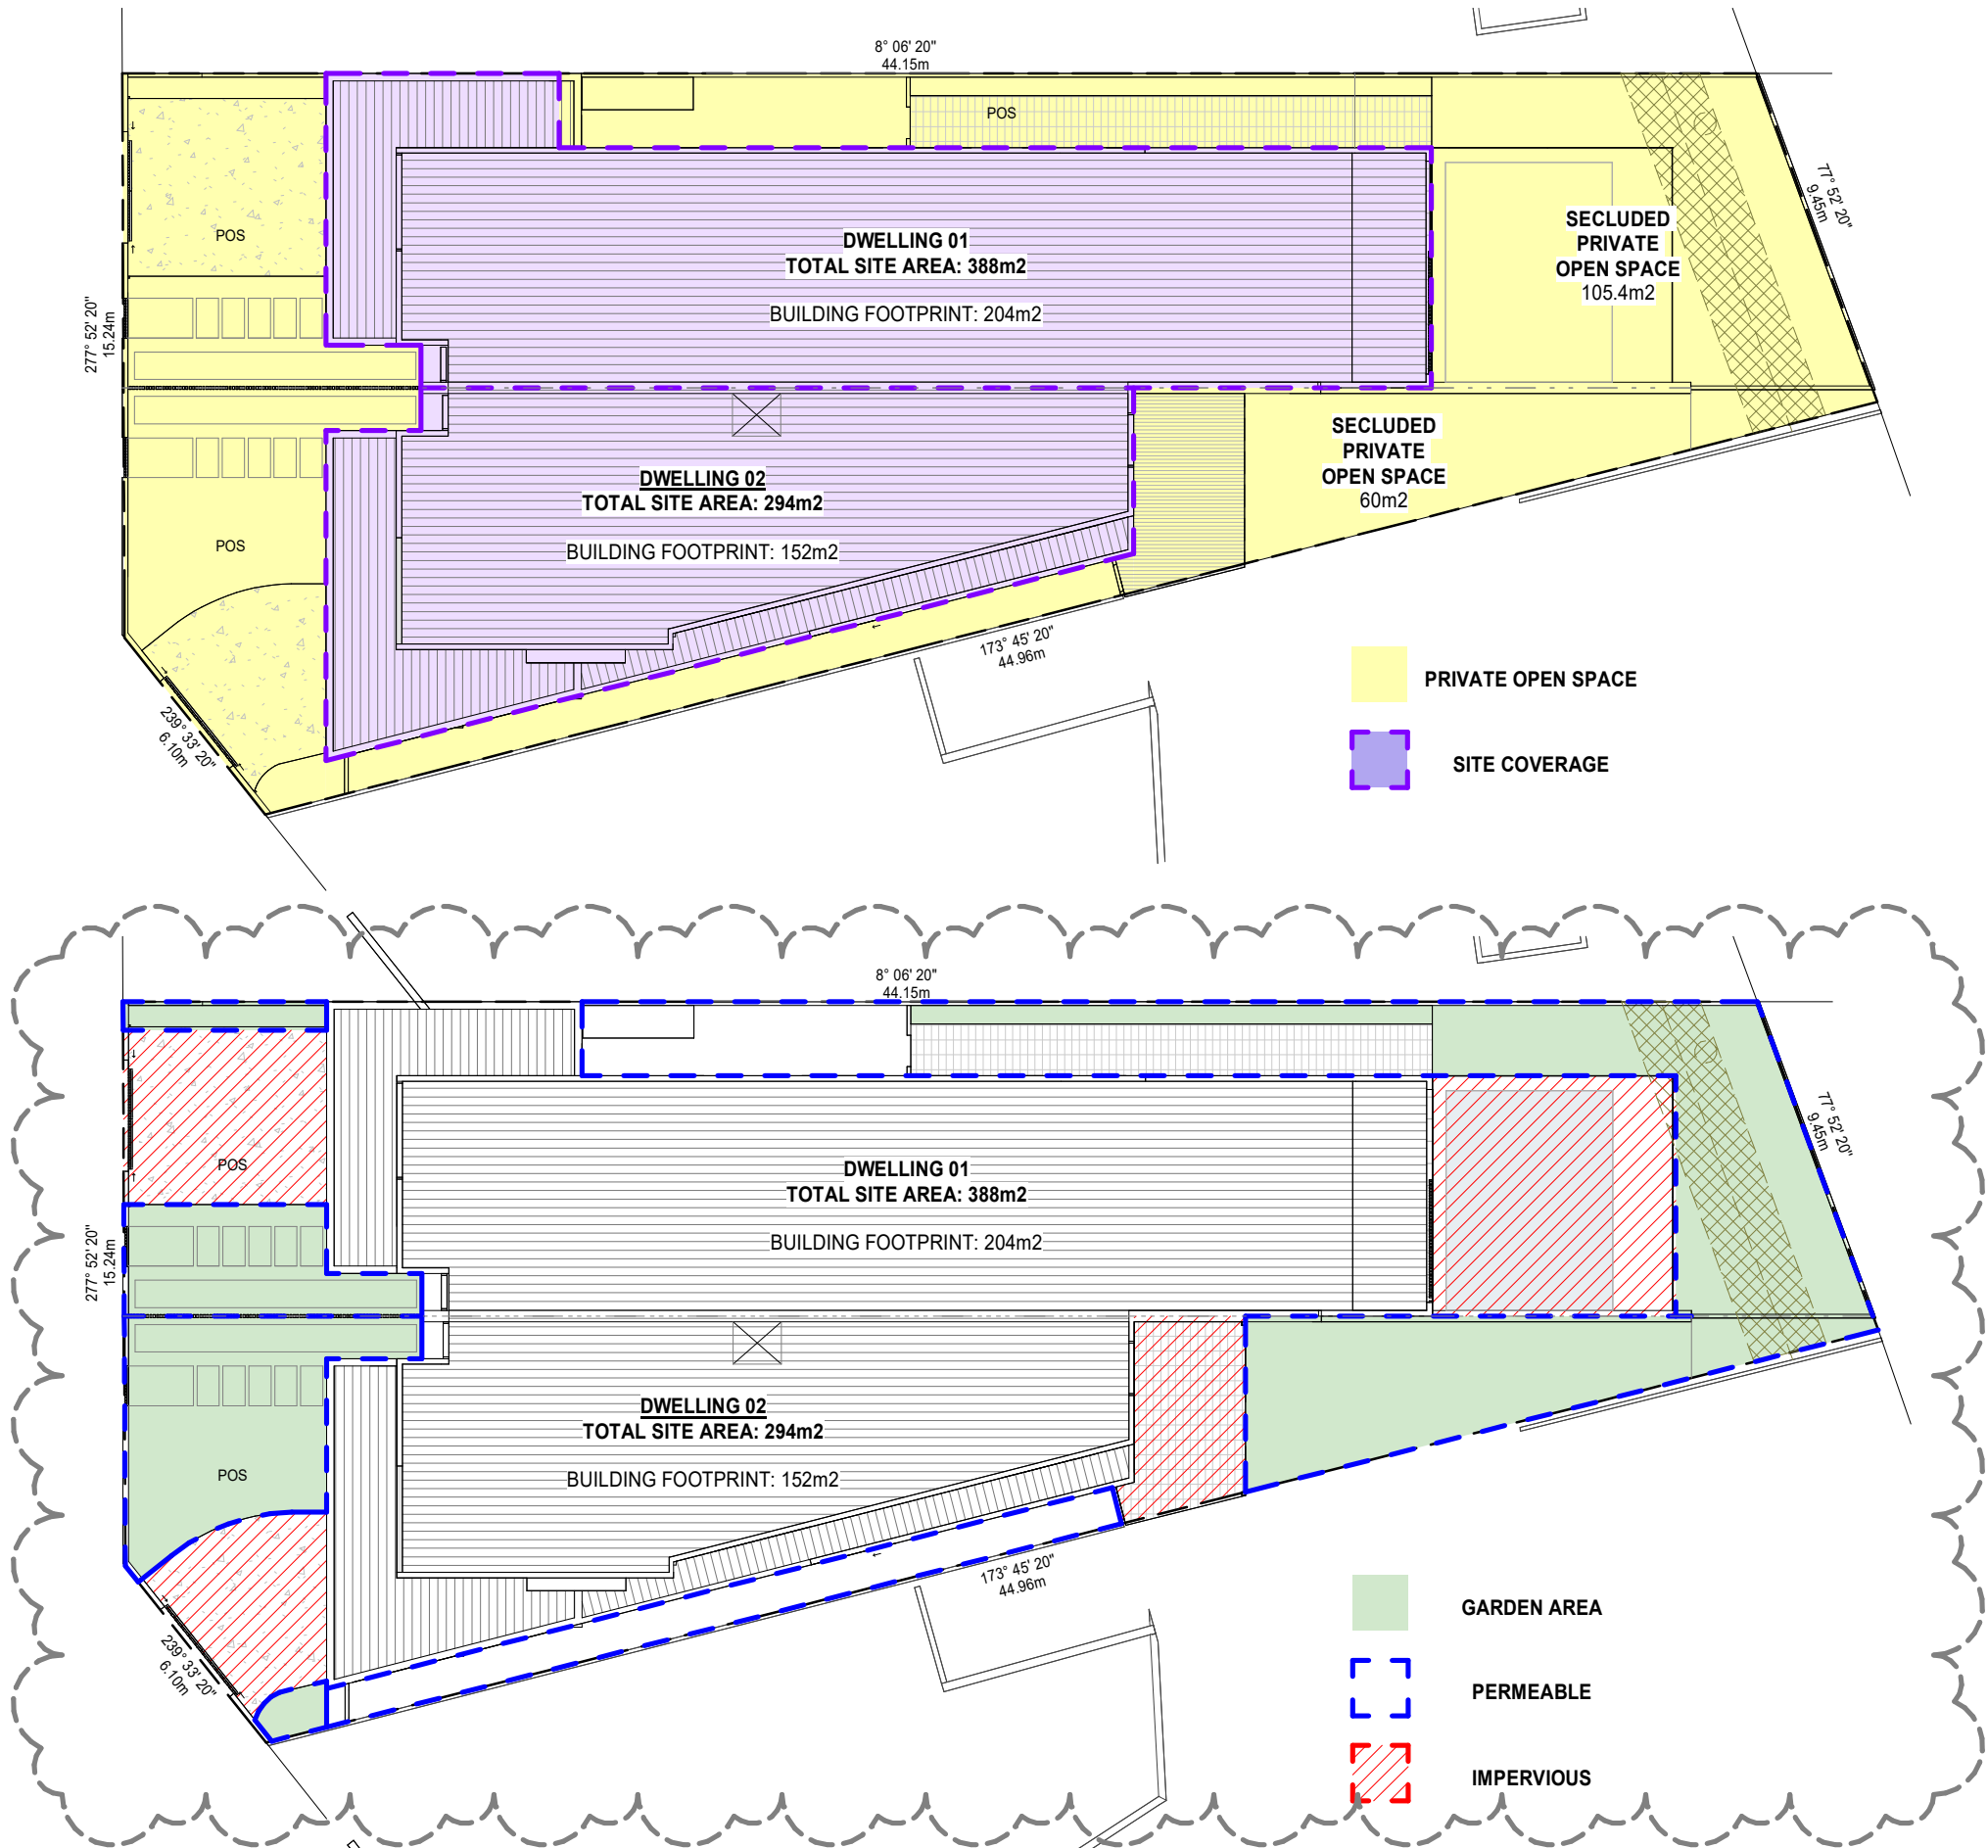 8° 06' 20"
44.15m
POS
POS
77° 52' 20"
9.45m
SECLUDED
PRIVATE
OPEN SPACE
105.4m2
DWELLING 01
TOTAL SITE AREA: 388m2
BUILDING FOOTPRINT: 204m2
277° 52' 20"
15.24m
SECLUDED
PRIVATE
OPEN SPACE
60m2
DWELLING 02
TOTAL SITE AREA: 294m2
BUILDING FOOTPRINT: 152m2
POS
173° 45' 20"
44.96m
239° 33' 20"
6.10m
PRIVATE OPEN SPACE
SITE COVERAGE
8° 06' 20"
44.15m
77° 52' 20"
9.45m
POS
DWELLING 01
TOTAL SITE AREA: 388m2
BUILDING FOOTPRINT: 204m2
277° 52' 20"
15.24m
DWELLING 02
TOTAL SITE AREA: 294m2
BUILDING FOOTPRINT: 152m2
POS
173° 45' 20"
44.96m
239° 33' 20"
6.10m
GARDEN AREA
PERMEABLE
IMPERVIOUS